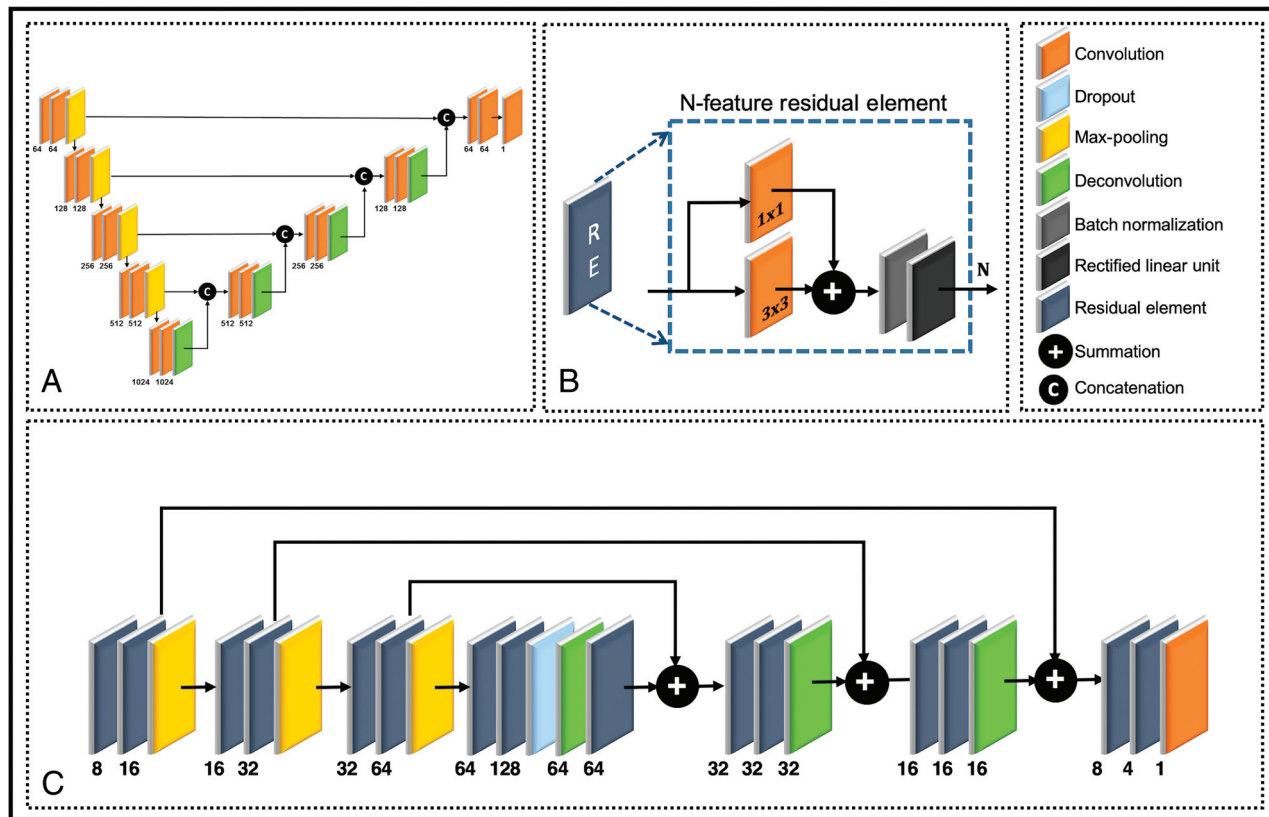 64 64
C
64 64 1
128 128
C
128 128
256 256
C
256 256
512 512
C
512 512
1024 1024
A
N-feature residual element
R
E
1x1
3x3
+
N
B
Convolution
Dropout
Max-pooling
Deconvolution
Batch normalization
Rectified linear unit
Residual element
+ Summation
C Concatenation
+ + +
8 16 16 32 32 64 64 128 64 64 32 32 32 16 16 16 8 4 1
C